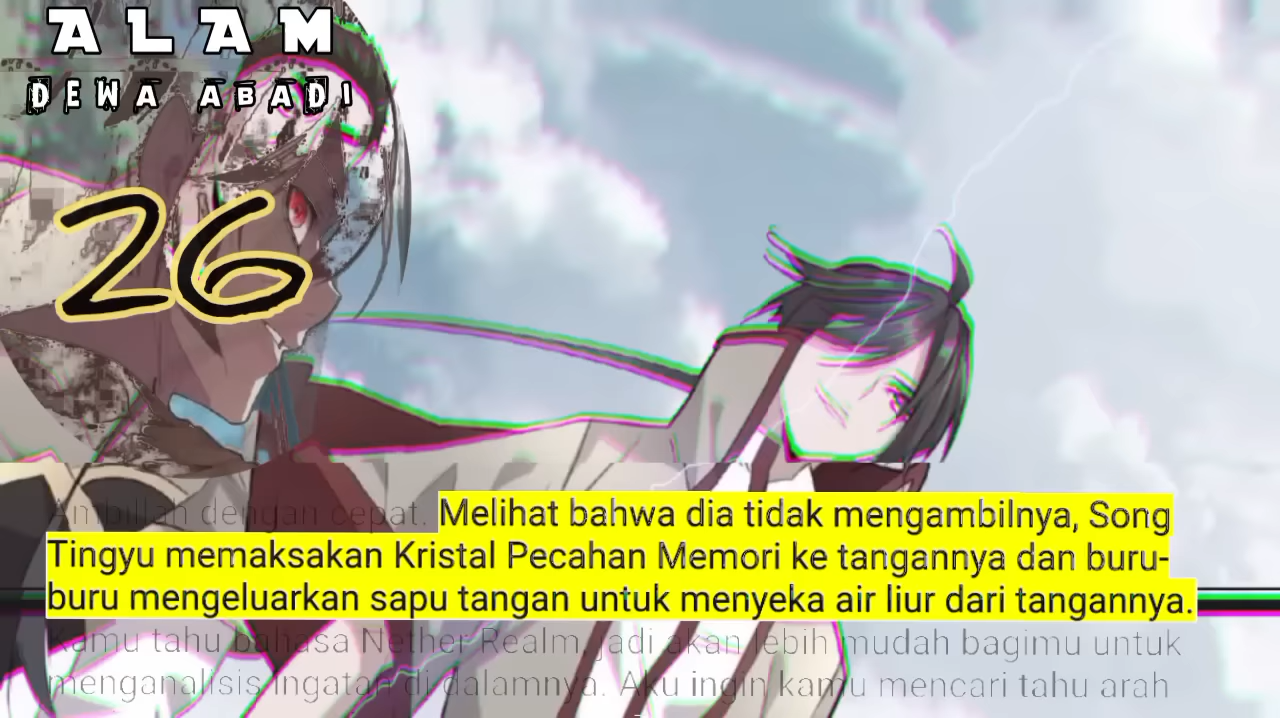 ALAM
DEWA ABADI
26
Ambillah dengan cepat. Melihat bahwa dia tidak mengambilnya, Song
Tingyu memaksakan Kristal Pecahan Memori ke tangannya dan buru-
buru mengeluarkan sapu tangan untuk menyeka air liur dari tangannya.
Kamu tahu bahasa Nether Realm, jadi akan lebih mudah bagimu untuk
menganalisis ingatan di dalamnya. Aku ingin kamu mencari tahu arah